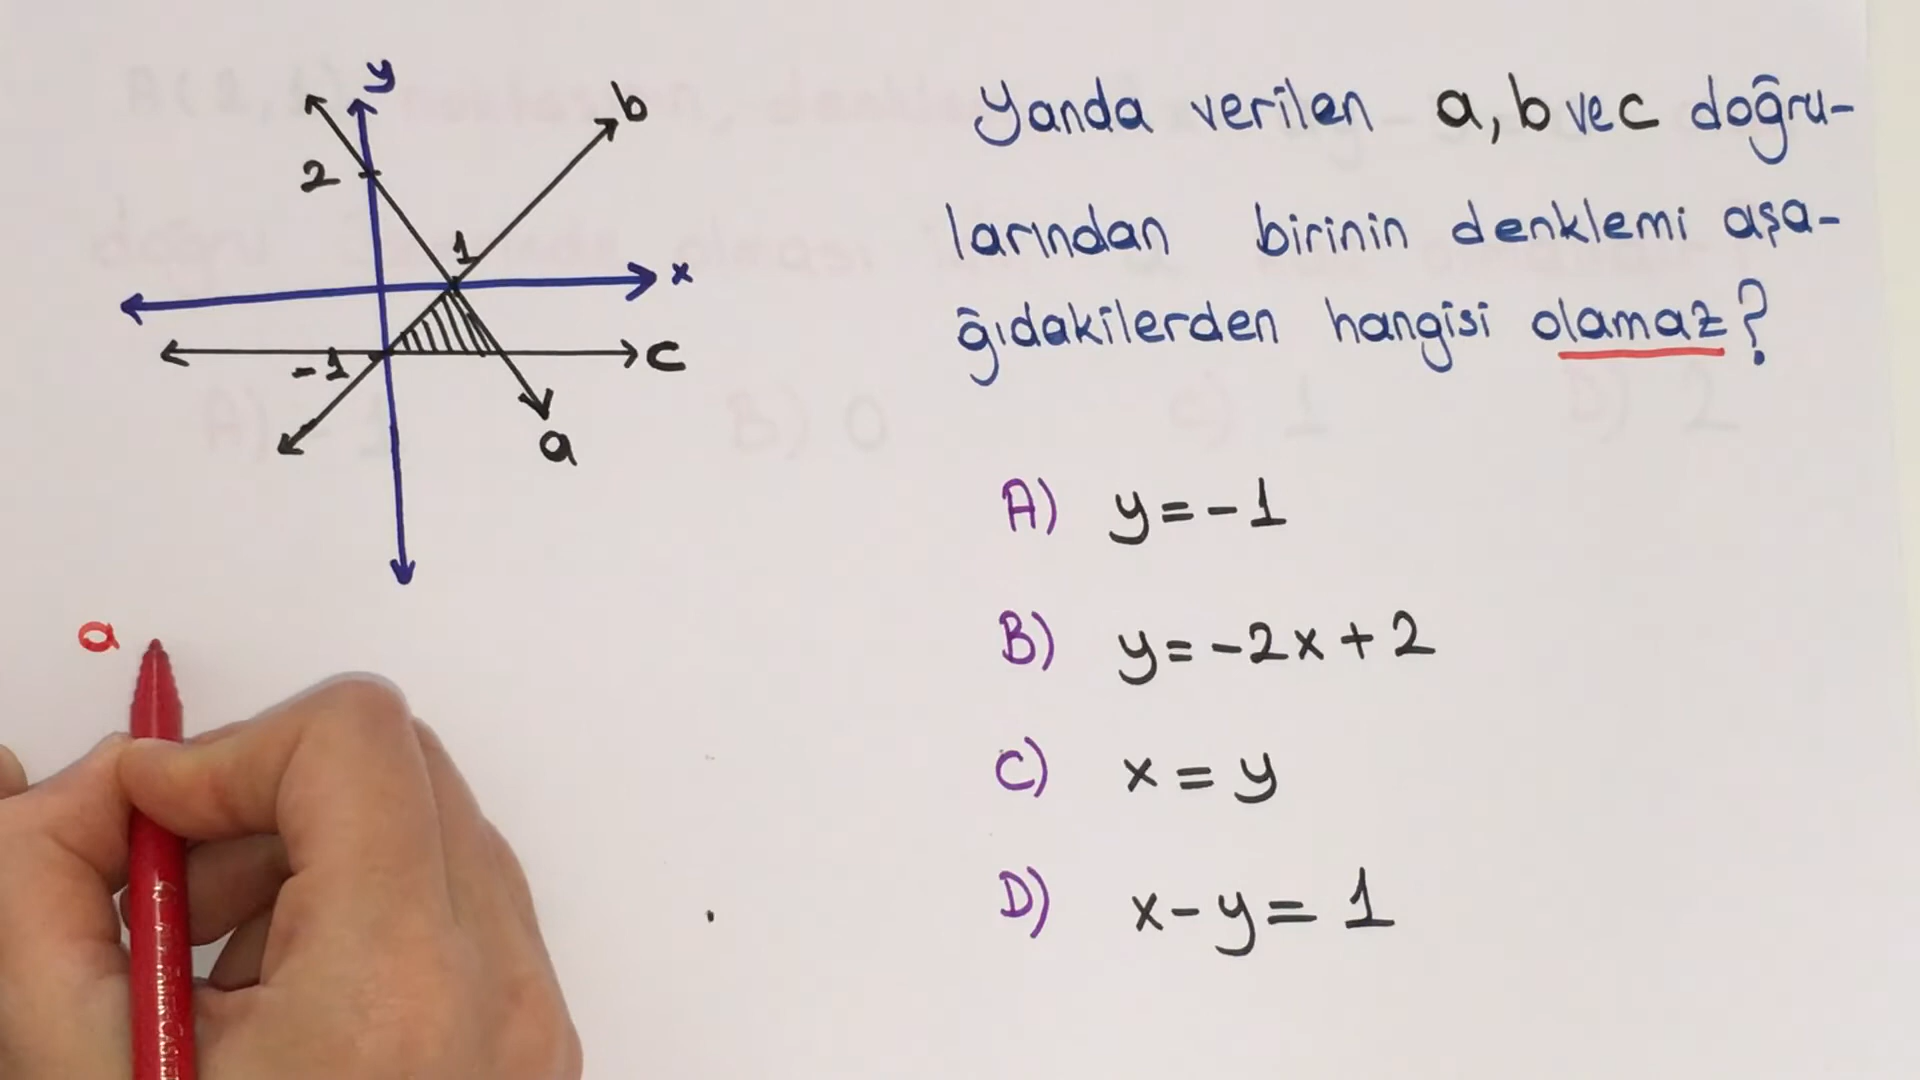 y
b
2
1
x
-1
c
a
a
Yanda verilen a, b ve c doğru-
larından birinin denklemi aşa-
ğıdakilerden hangisi olamaz?
A) y = -1
B) y = -2x + 2
C) x = y
D) x - y = 1